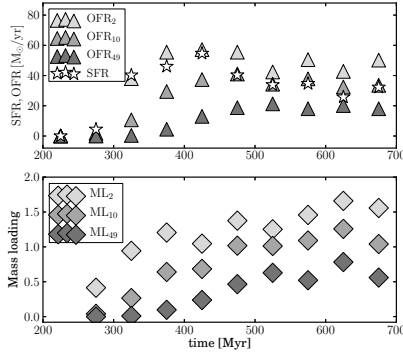 80
60
40
20
0
SFR, OFR [M⊙/yr]
OFR2
OFR10
OFR49
SFR
200 300 400 500 600 700
2.0
1.5
1.0
0.5
0.0
Mass loading
ML2
ML10
ML49
200 300 400 500 600 700
time [Myr]